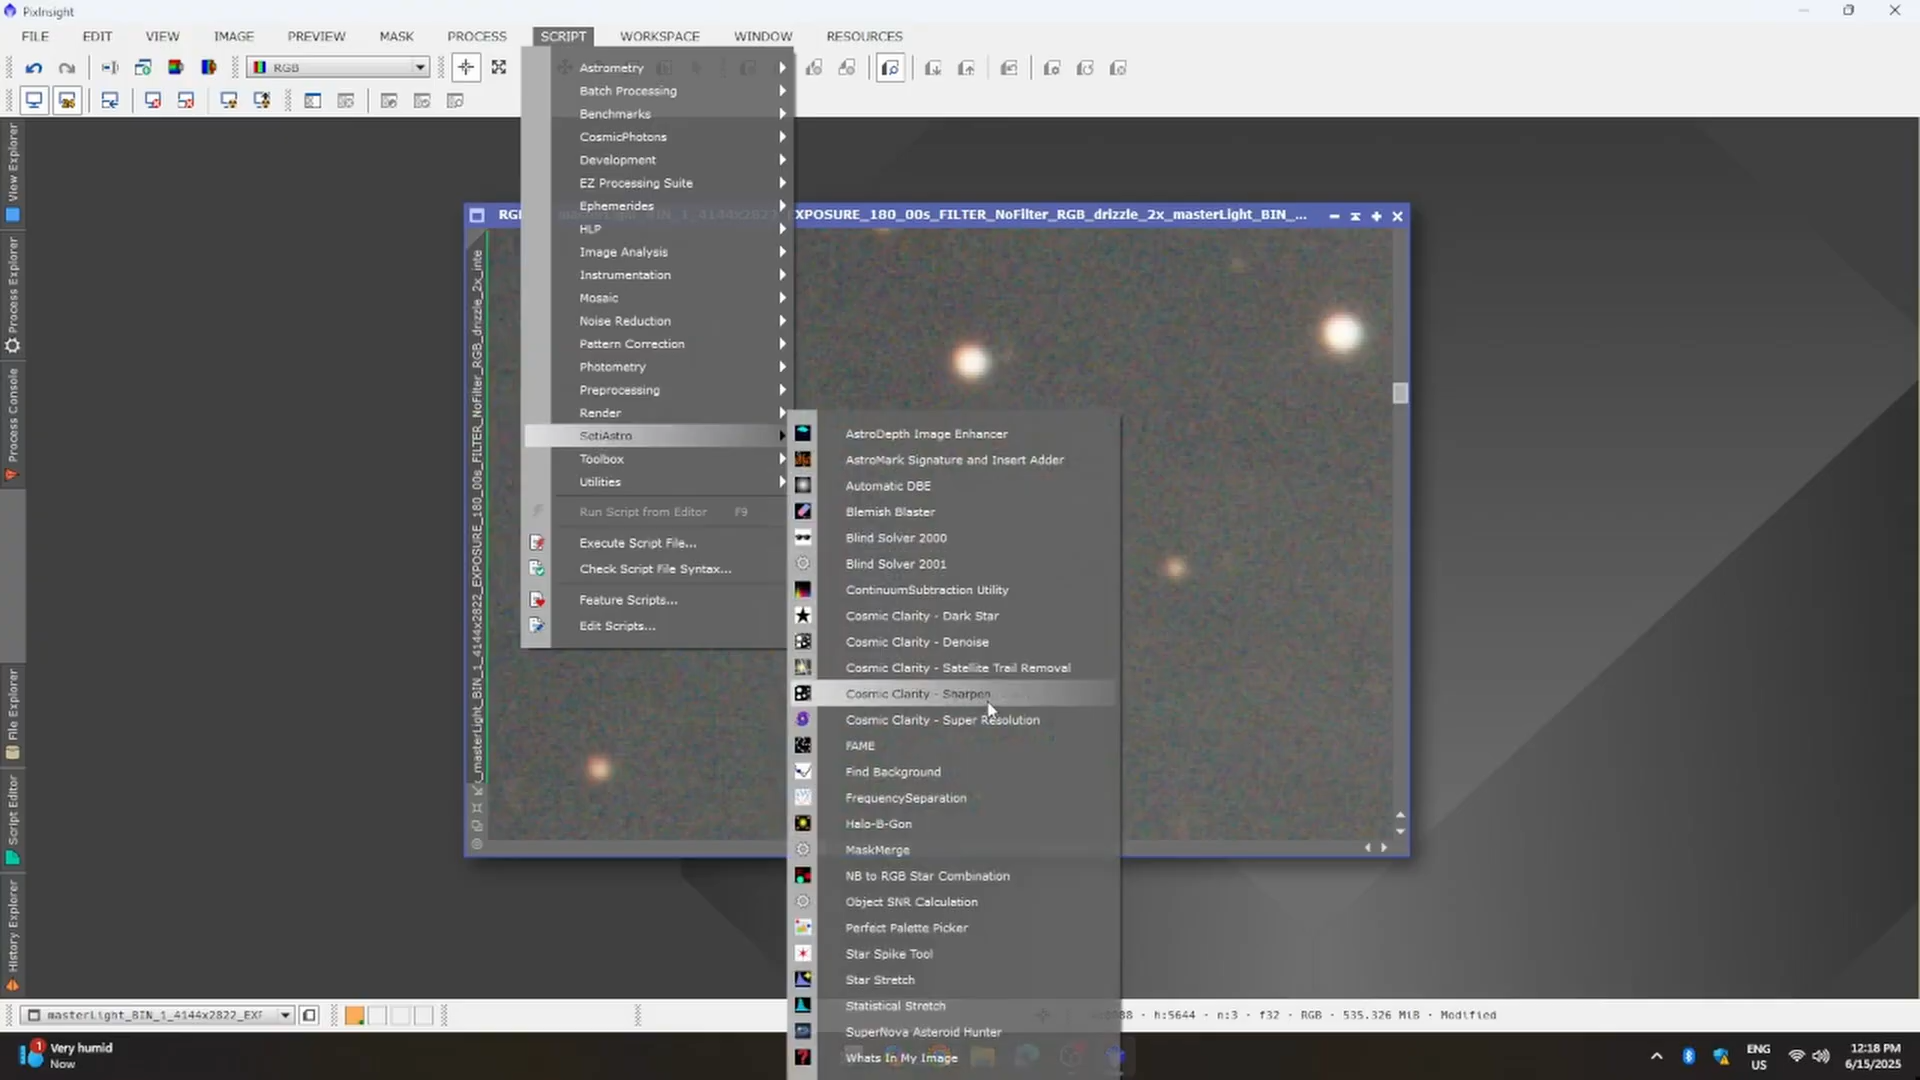 PixInsight
FILE EDIT VIEW IMAGE PREVIEW MASK PROCESS SCRIPT WORKSPACE WINDOW RESOURCES
RGB
View Explorer
Process Explorer
Process Console
File Explorer
Script Editor
History Explorer
EXPOSURE_180_00s_FILTER_NoFilter_RGB_drizzle_2x_masterLight_BIN_...
_masterLight_BIN_1_4144x2822_EXPOSURE_180_00s_FILTER_NoFilter_RGB_drizzle_2x_inte
Astrometry
Batch Processing
Benchmarks
CosmicPhotons
Development
EZ Processing Suite
Ephemerides
HLP
Image Analysis
Instrumentation
Mosaic
Noise Reduction
Pattern Correction
Photometry
Preprocessing
Render
SetiAstro
Toolbox
Utilities
Run Script from Editor F9
Execute Script File...
Check Script File Syntax...
Feature Scripts...
Edit Scripts...
AstroDepth Image Enhancer
AstroMark Signature and Insert Adder
Automatic DBE
Blemish Blaster
Blind Solver 2000
Blind Solver 2001
ContinuumSubtraction Utility
Cosmic Clarity - Dark Star
Cosmic Clarity - Denoise
Cosmic Clarity - Satellite Trail Removal
Cosmic Clarity - Sharpen
Cosmic Clarity - Super Resolution
FAME
Find Background
FrequencySeparation
Halo-B-Gon
MaskMerge
NB to RGB Star Combination
Object SNR Calculation
Perfect Palette Picker
Star Spike Tool
Star Stretch
Statistical Stretch
SuperNova Asteroid Hunter
Whats In My Image
masterLight_BIN_1_4144x2822_EXF
h:5644 · n:3 · f32 · RGB · 535.326 MiB · Modified
1
Very humid
Now
ENG
US
12:18 PM
6/15/2025